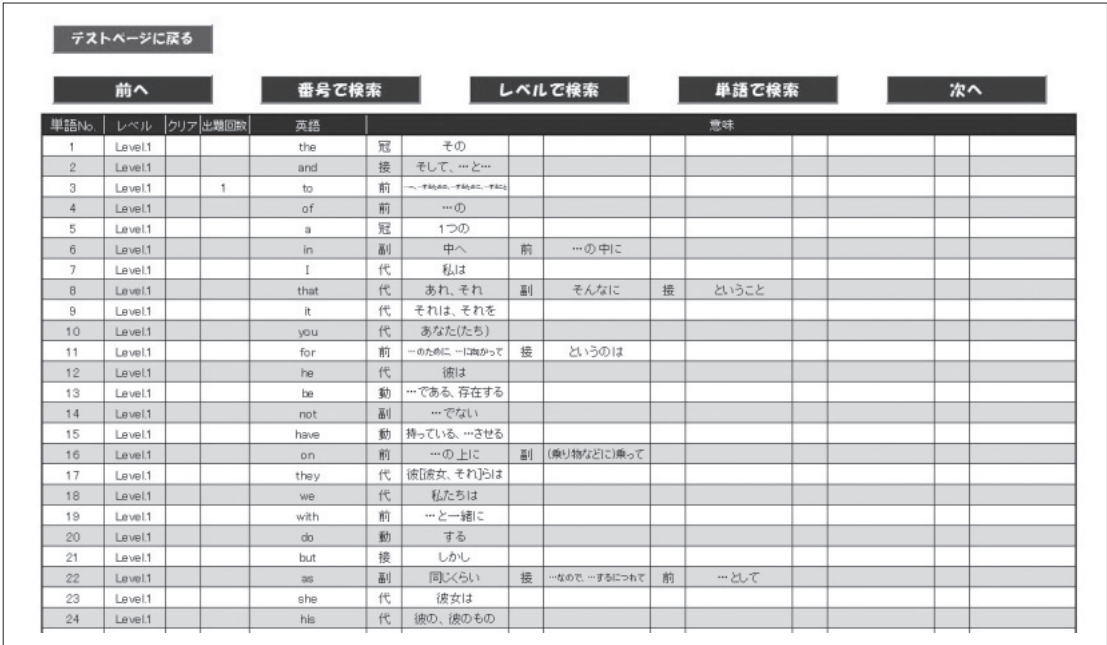 テストページに戻る
前へ 番号で検索 レベルで検索 単語で検索 次へ
単語No. レベル クリア 出題回数 英語 意味
1 Level.1 the 冠 その
2 Level.1 and 接 そして、…と…
3 Level.1 1 to 前
4 Level.1 of 前 …の
5 Level.1 a 冠 1つの
6 Level.1 in 副 中へ 前 …の中に
7 Level.1 I 代 私は
8 Level.1 that 代 あれ、それ 副 そんなに 接 ということ
9 Level.1 it 代 それは、それを
10 Level.1 you 代 あなた(たち)
11 Level.1 for 前 …のために、…に向かって 接 というのは
12 Level.1 he 代 彼は
13 Level.1 be 動 …である、存在する
14 Level.1 not 副 …でない
15 Level.1 have 動 持っている、…させる
16 Level.1 on 前 …の上に 副 (乗り物などに)乗って
17 Level.1 they 代 彼[彼女、それ]らは
18 Level.1 we 代 私たちは
19 Level.1 with 前 …と一緒に
20 Level.1 do 動 する
21 Level.1 but 接 しかし
22 Level.1 as 副 同じくらい 接 …なので、…するにつれて 前 …として
23 Level.1 she 代 彼女は
24 Level.1 his 代 彼の、彼のもの